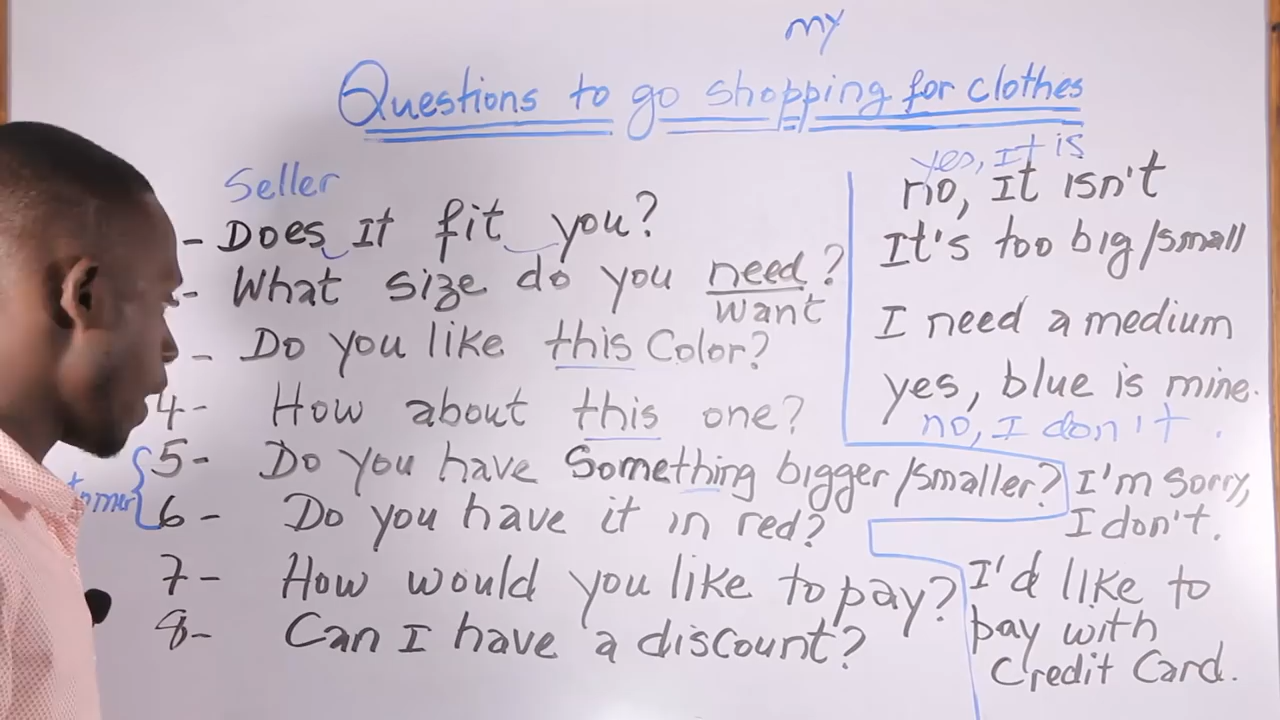 my
Questions to go shopping for clothes
Seller
- Does It fit you?
- What size do you need?
want
- Do you like this Color?
4- How about this one?
5- Do you have Something bigger/smaller?
6- Do you have it in red?
7- How would you like to pay?
8- Can I have a discount?
yes, It is
no, It isn't
It's too big/small
I need a medium
yes, blue is mine.
no, I don't.
I'm Sorry,
I don't.
I'd like to
pay with
Credit Card.